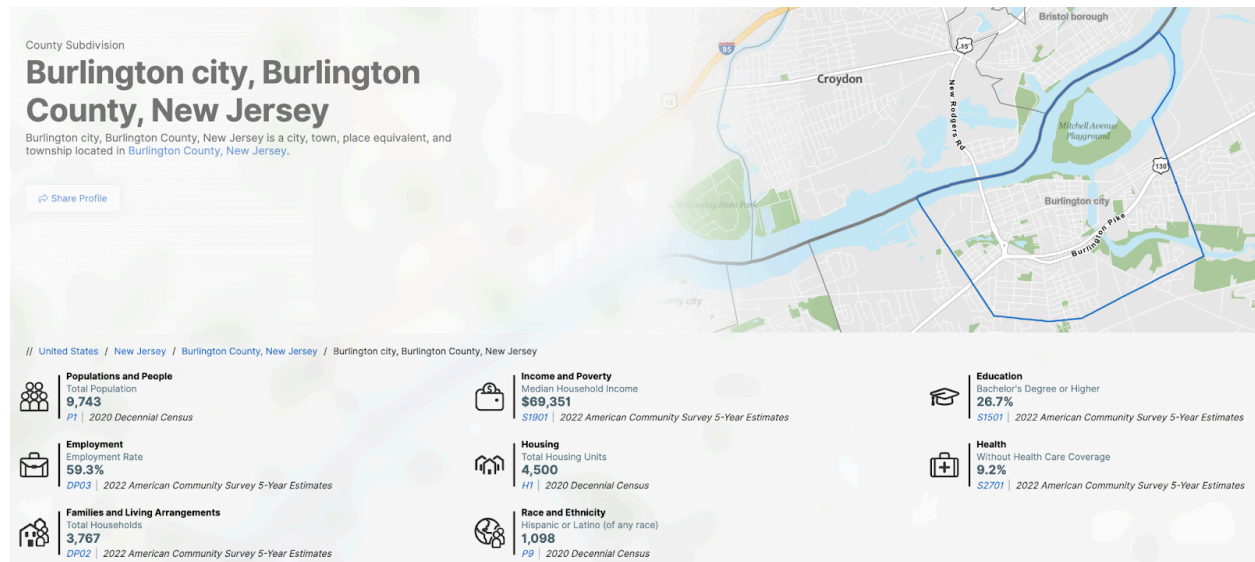 County Subdivision
Burlington city, Burlington
County, New Jersey
Burlington city, Burlington County, New Jersey is a city, town, place equivalent, and
township located in Burlington County, New Jersey.
Share Profile
Bristol borough
95
13
Croydon
New Rodgers Rd
Mitchell Avenue
Playground
130
Burlington city
Burlington Pike
// United States / New Jersey / Burlington County, New Jersey / Burlington city, Burlington County, New Jersey
Populations and People
Total Population
9,743
P1 | 2020 Decennial Census
Income and Poverty
Median Household Income
$69,351
S1901 | 2022 American Community Survey 5-Year Estimates
Education
Bachelor's Degree or Higher
26.7%
S1501 | 2022 American Community Survey 5-Year Estimates
Employment
Employment Rate
59.3%
DP03 | 2022 American Community Survey 5-Year Estimates
Housing
Total Housing Units
4,500
H1 | 2020 Decennial Census
Health
Without Health Care Coverage
9.2%
S2701 | 2022 American Community Survey 5-Year Estimates
Families and Living Arrangements
Total Households
3,767
DP02 | 2022 American Community Survey 5-Year Estimates
Race and Ethnicity
Hispanic or Latino (of any race)
1,098
P9 | 2020 Decennial Census